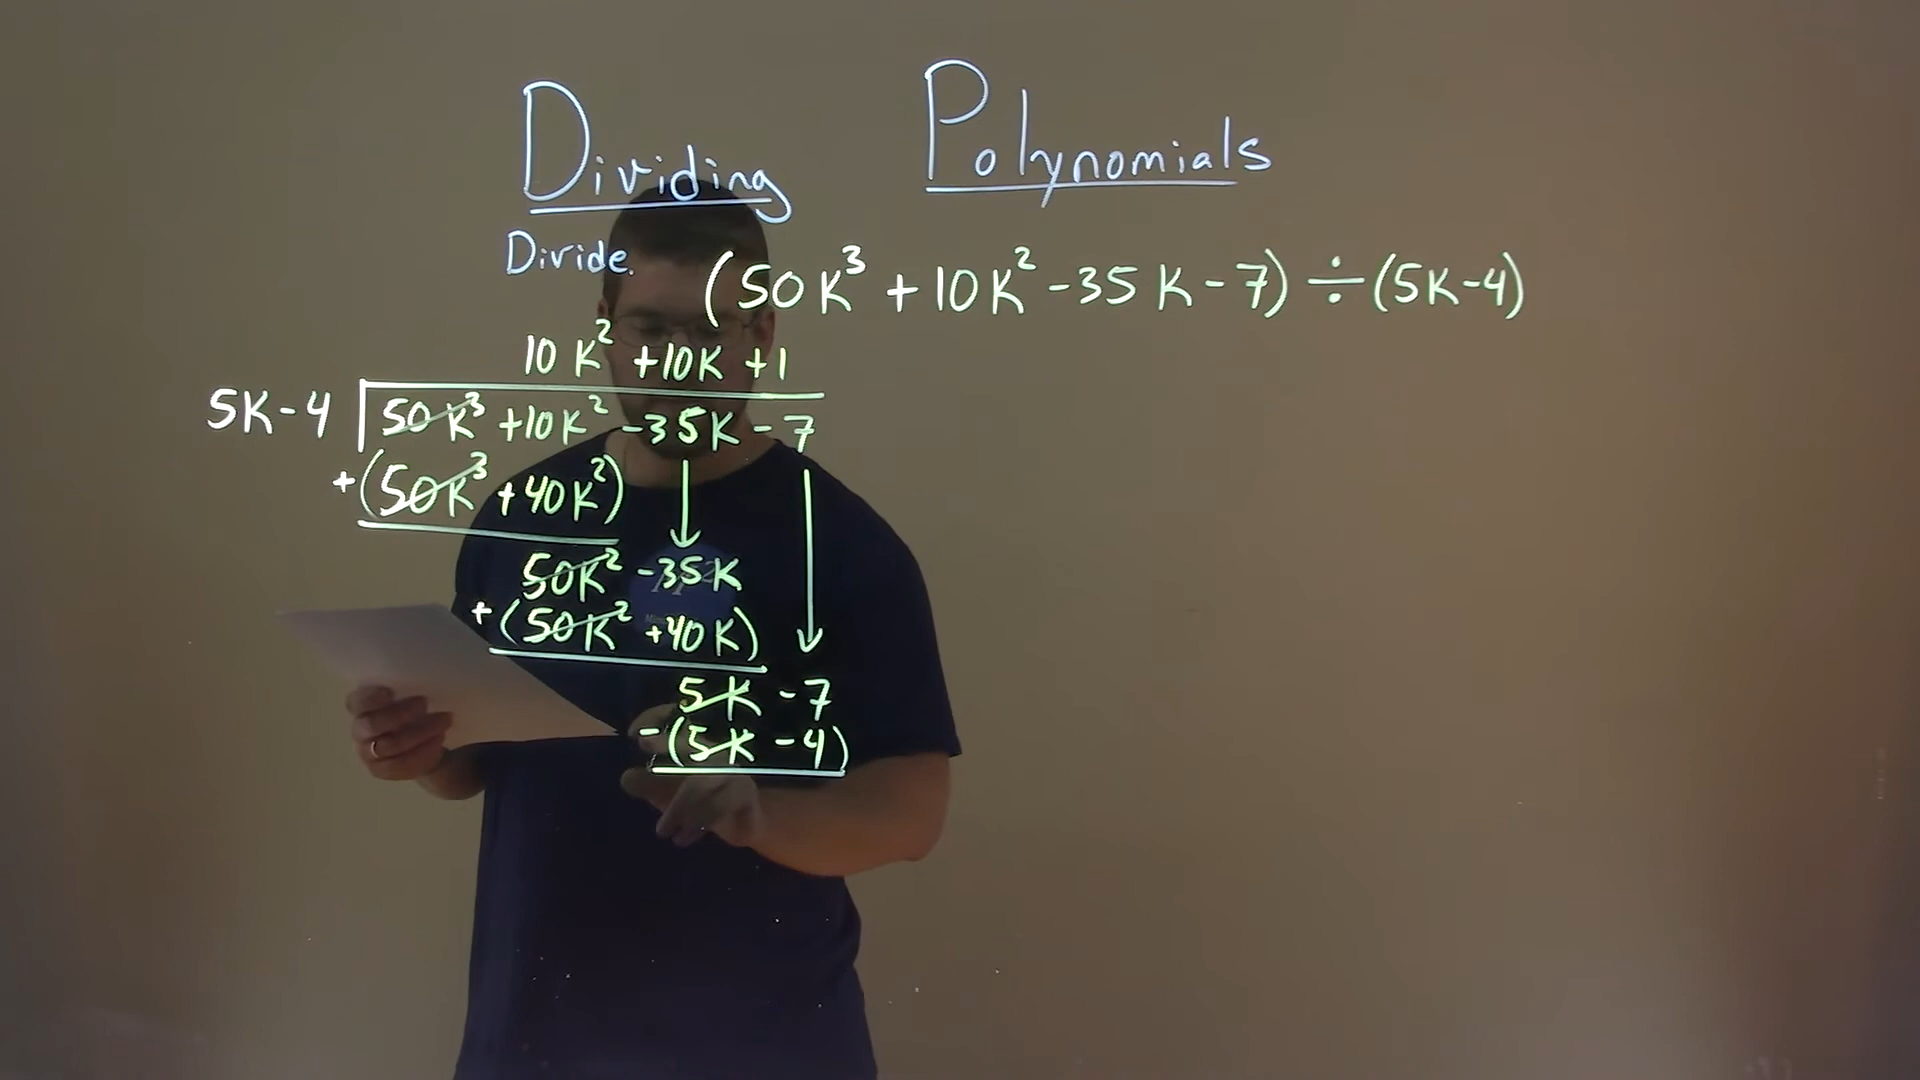 Dividing Polynomials
Divide. (50K³ + 10K² - 35K - 7) ÷ (5K - 4)
10K² + 10K + 1
5K - 4 50K³ + 10K² - 35K - 7
+ (50K³ + 40K²)
50K² - 35K
+ (50K² + 40K)
5K - 7
- (5K - 4)